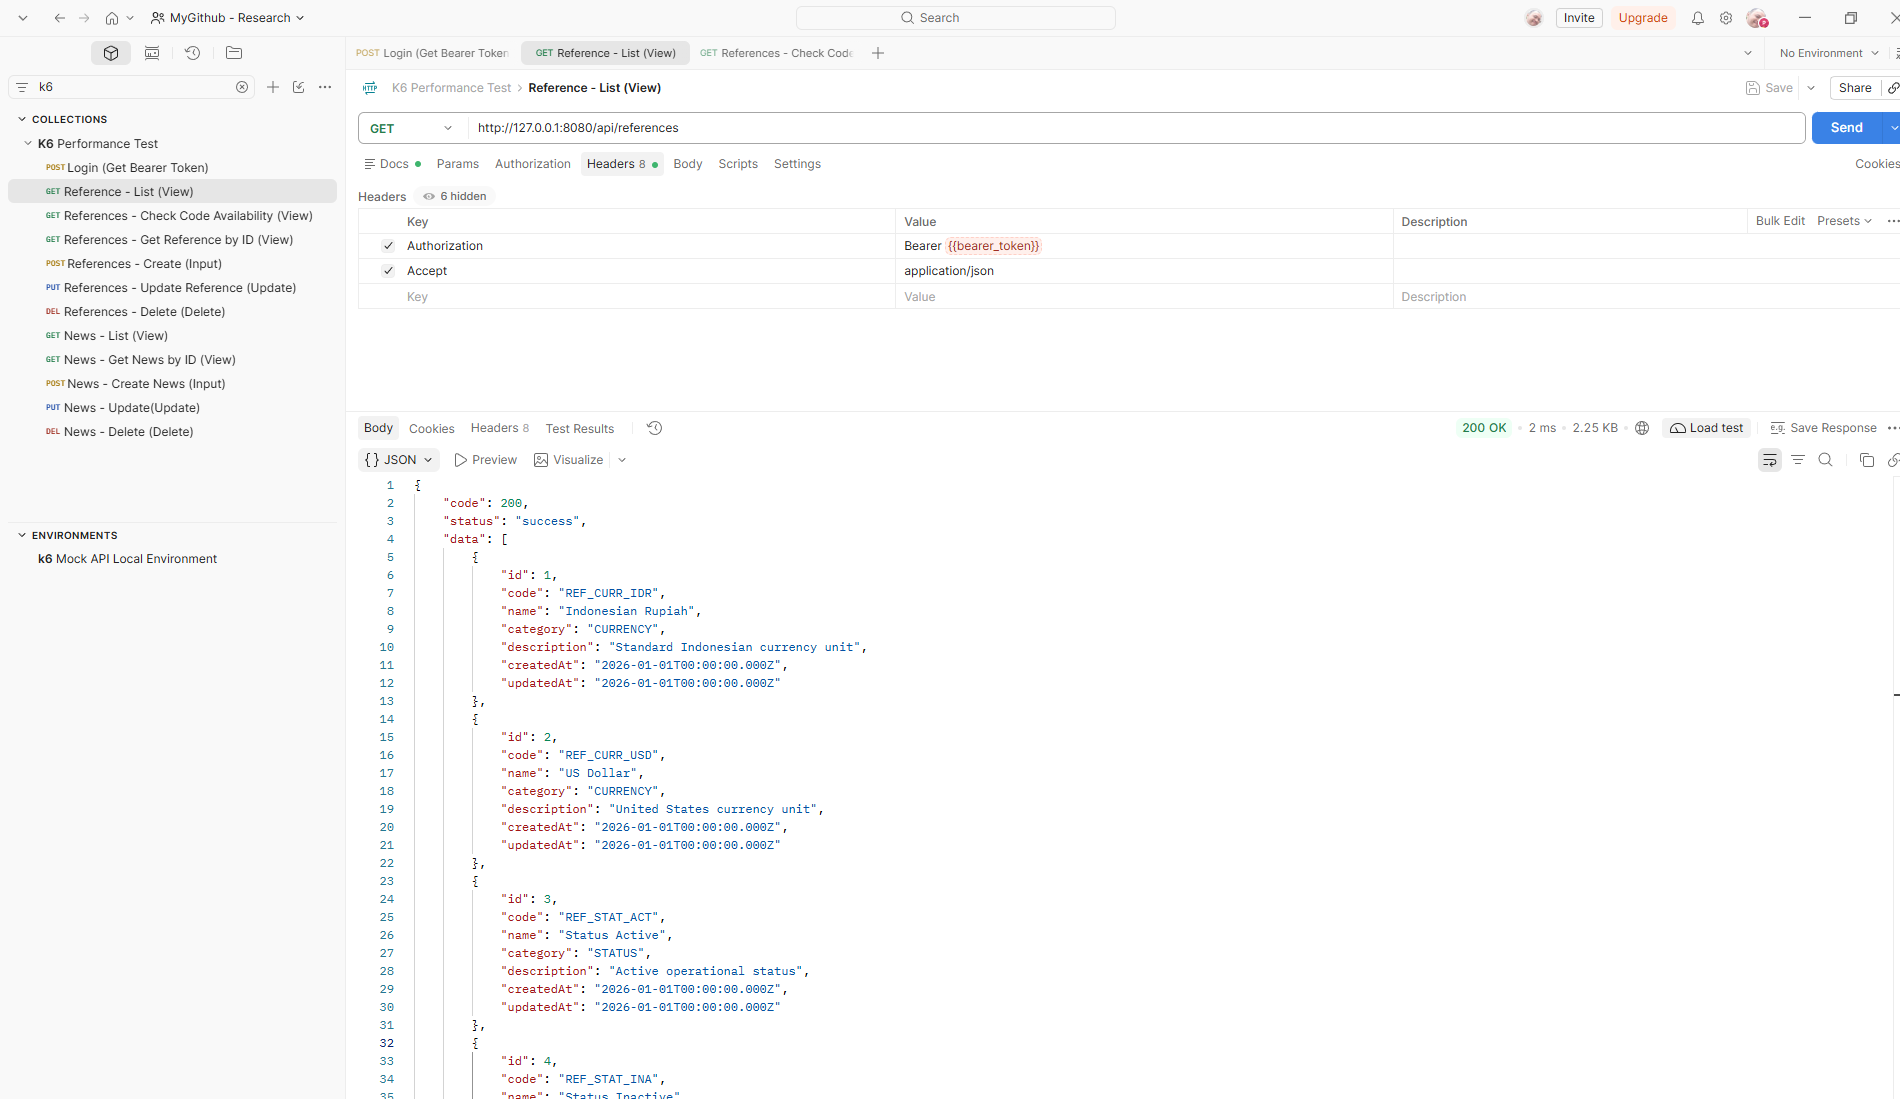 MyGithub - Research
Search
Invite
Upgrade
k6
COLLECTIONS
K6 Performance Test
POST Login (Get Bearer Token)
GET Reference - List (View)
GET References - Check Code Availability (View)
GET References - Get Reference by ID (View)
POST References - Create (Input)
PUT References - Update Reference (Update)
DEL References - Delete (Delete)
GET News - List (View)
GET News - Get News by ID (View)
POST News - Create News (Input)
PUT News - Update(Update)
DEL News - Delete (Delete)
ENVIRONMENTS
k6 Mock API Local Environment
POST Login (Get Bearer Token
GET Reference - List (View)
GET References - Check Code
No Environment
HTTP K6 Performance Test > Reference - List (View)
Save
Share
GET
http://127.0.0.1:8080/api/references
Send
Docs
Params
Authorization
Headers 8
Body
Scripts
Settings
Cookies
Headers
6 hidden
Key Value Description
Bulk Edit
Presets
Authorization Bearer {{bearer_token}}
Accept application/json
Key Value Description
Body
Cookies
Headers 8
Test Results
200 OK
2 ms
2.25 KB
Load test
e.g. Save Response
{} JSON
Preview
Visualize
1 {
2 "code": 200,
3 "status": "success",
4 "data": [
5 {
6 "id": 1,
7 "code": "REF_CURR_IDR",
8 "name": "Indonesian Rupiah",
9 "category": "CURRENCY",
10 "description": "Standard Indonesian currency unit",
11 "createdAt": "2026-01-01T00:00:00.000Z",
12 "updatedAt": "2026-01-01T00:00:00.000Z"
13 },
14 {
15 "id": 2,
16 "code": "REF_CURR_USD",
17 "name": "US Dollar",
18 "category": "CURRENCY",
19 "description": "United States currency unit",
20 "createdAt": "2026-01-01T00:00:00.000Z",
21 "updatedAt": "2026-01-01T00:00:00.000Z"
22 },
23 {
24 "id": 3,
25 "code": "REF_STAT_ACT",
26 "name": "Status Active",
27 "category": "STATUS",
28 "description": "Active operational status",
29 "createdAt": "2026-01-01T00:00:00.000Z",
30 "updatedAt": "2026-01-01T00:00:00.000Z"
31 },
32 {
33 "id": 4,
34 "code": "REF_STAT_INA",
35 "name": "Status Inactive"